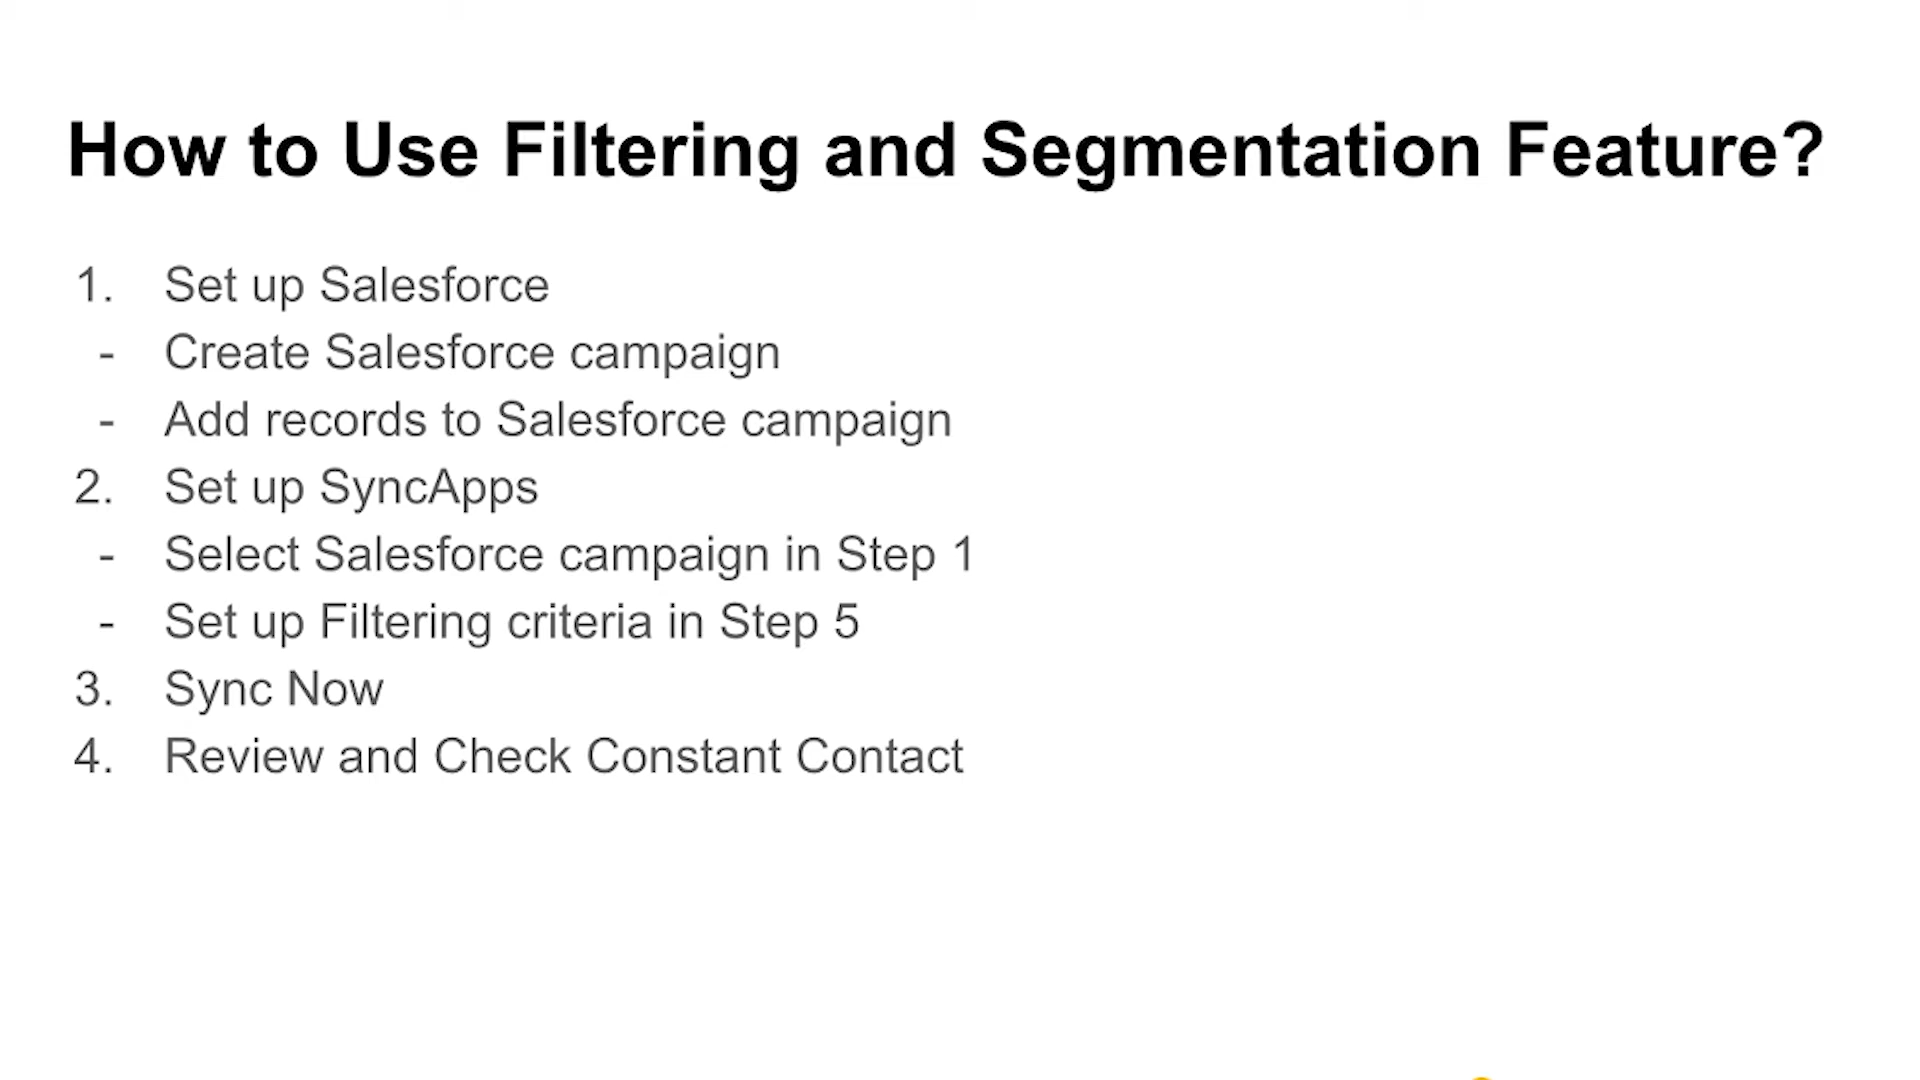 How to Use Filtering and Segmentation Feature?
1. Set up Salesforce
- Create Salesforce campaign
- Add records to Salesforce campaign
2. Set up SyncApps
- Select Salesforce campaign in Step 1
- Set up Filtering criteria in Step 5
3. Sync Now
4. Review and Check Constant Contact